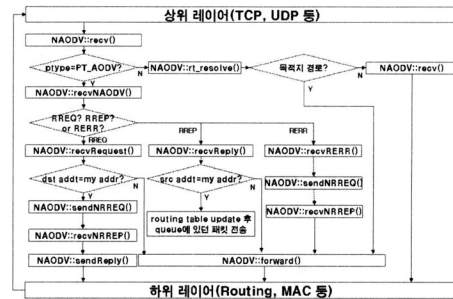 상위 레이어(TCP, UDP 등)
NAODV::recv()
ptype=PT_AODV?
N
NAODV::rt_resolve()
목적지 경로?
N
NAODV::recv()
Y
Y
NAODV::recvNAODV()
RREQ? RREP?
or RERR?
RREQ
RREP
RERR
NAODV::recvRequest()
NAODV::recvReply()
NAODV::recvRERR()
dst addt=my addr?
N
src addt=my addr?
N
NAODV::sendNRREQ()
Y
Y
NAODV::sendNRREQ()
NAODV::recvNRREP()
routing table update 후
queue에 있던 패킷 전송
NAODV::recvNRREP()
NAODV::sendReply()
NAODV::forward()
하위 레이어(Routing, MAC 등)